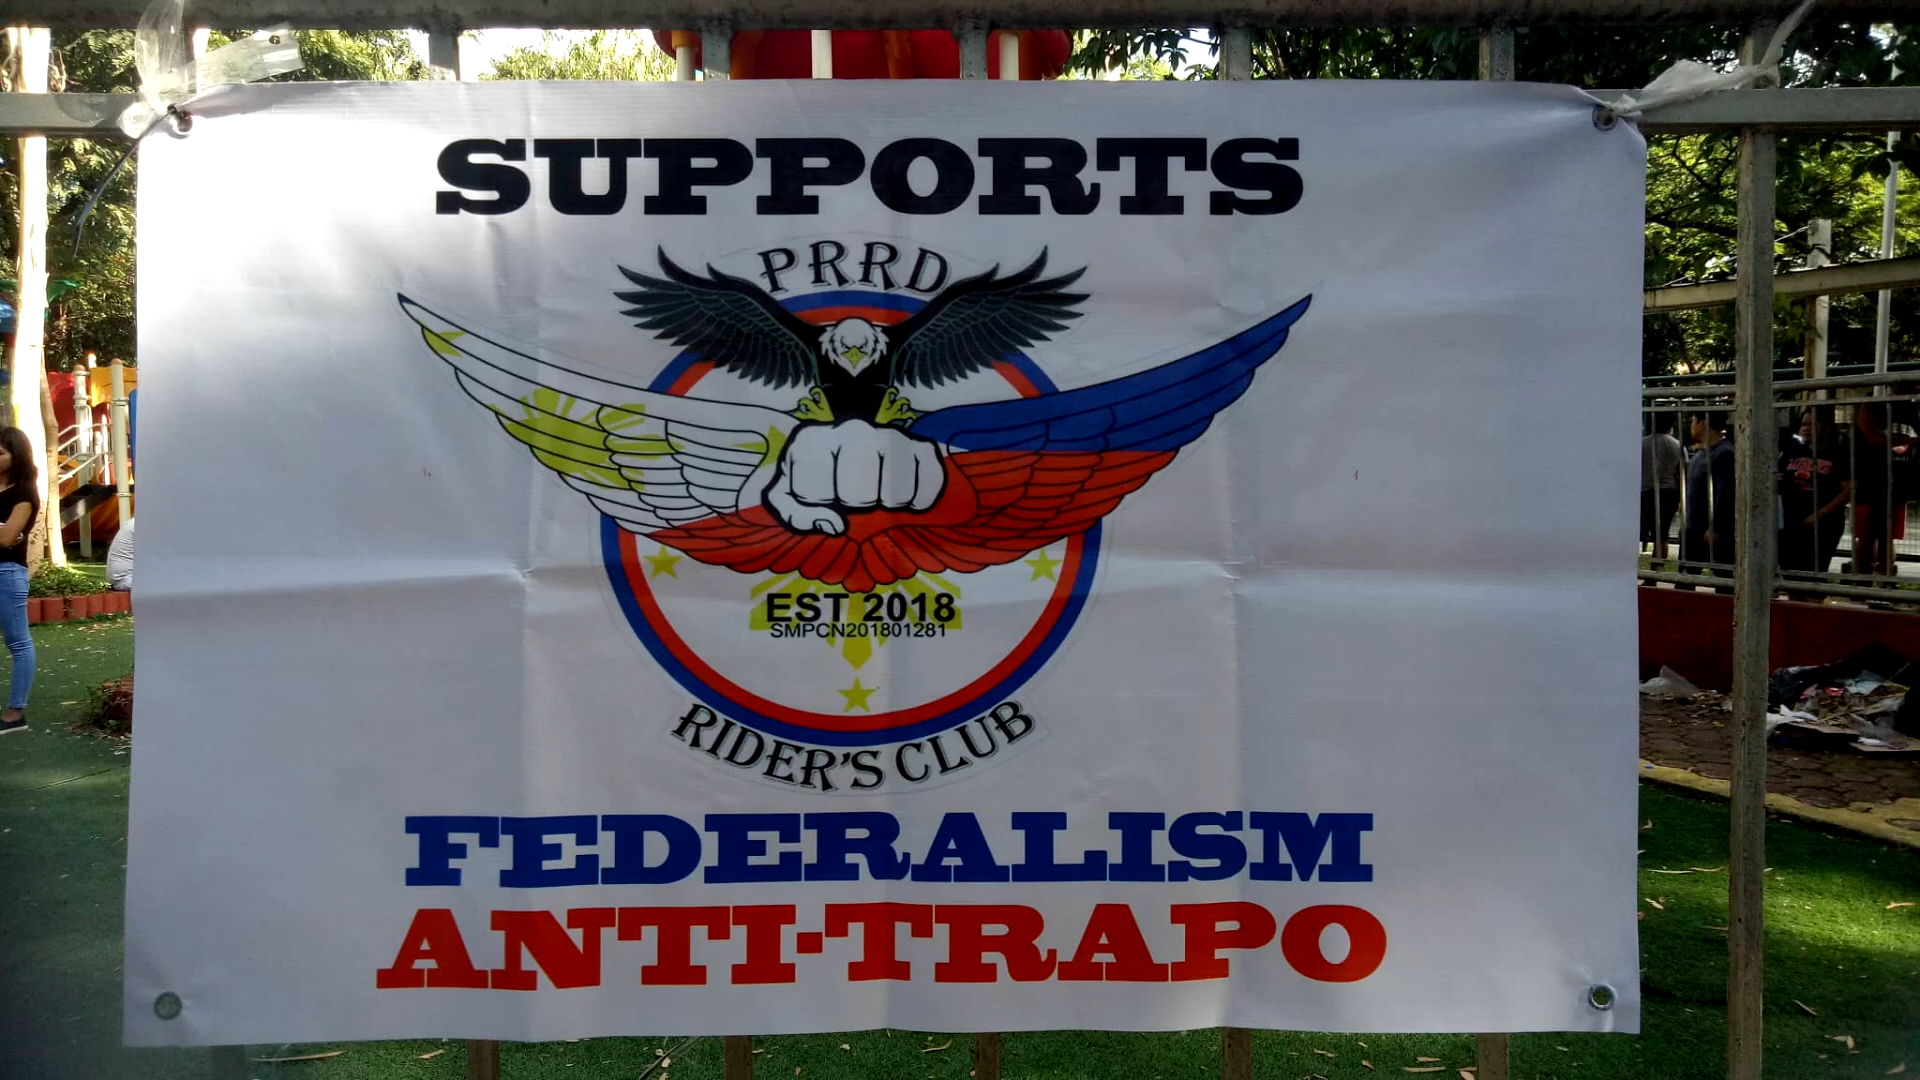 SUPPORTS
PRRD
EST 2018
SMPCN201801281
RIDER'S CLUB
FEDERALISM
ANTI-TRAPO